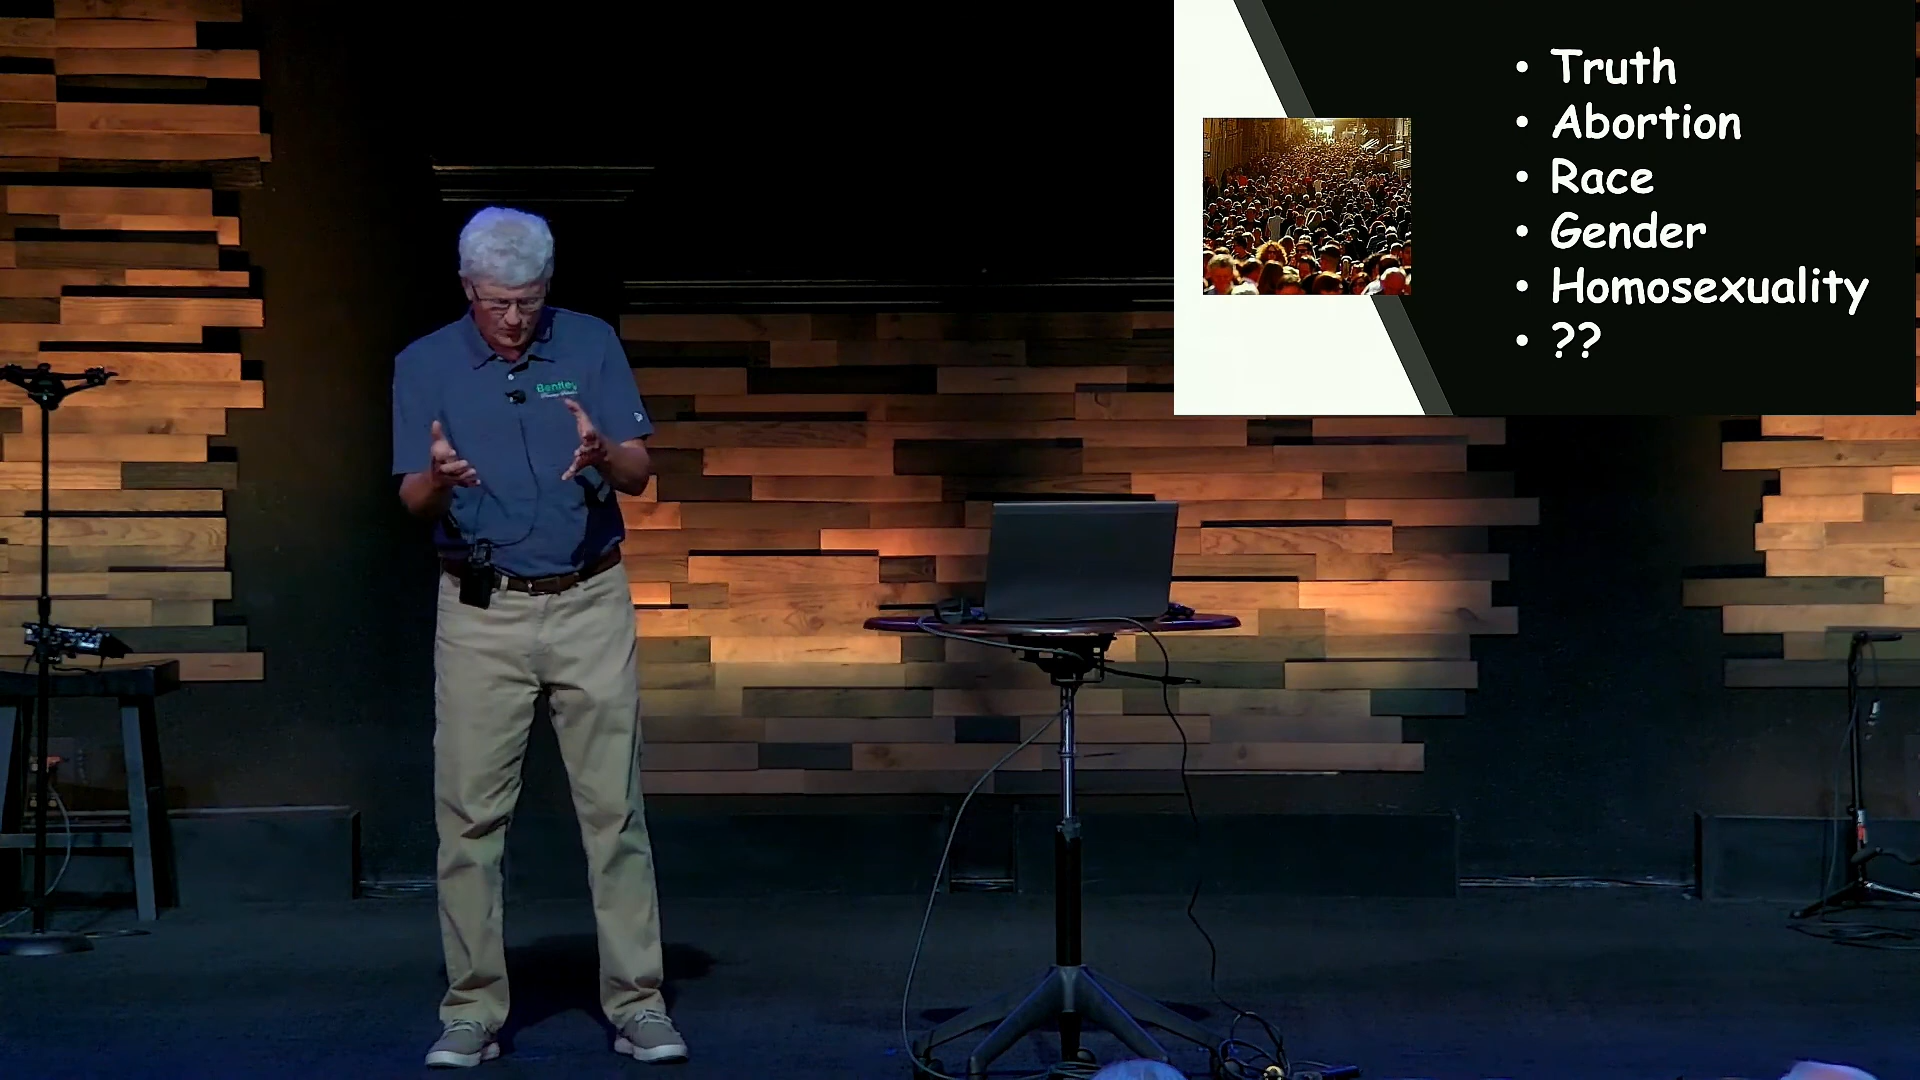 Bentley
• Truth
• Abortion
• Race
• Gender
• Homosexuality
• ??